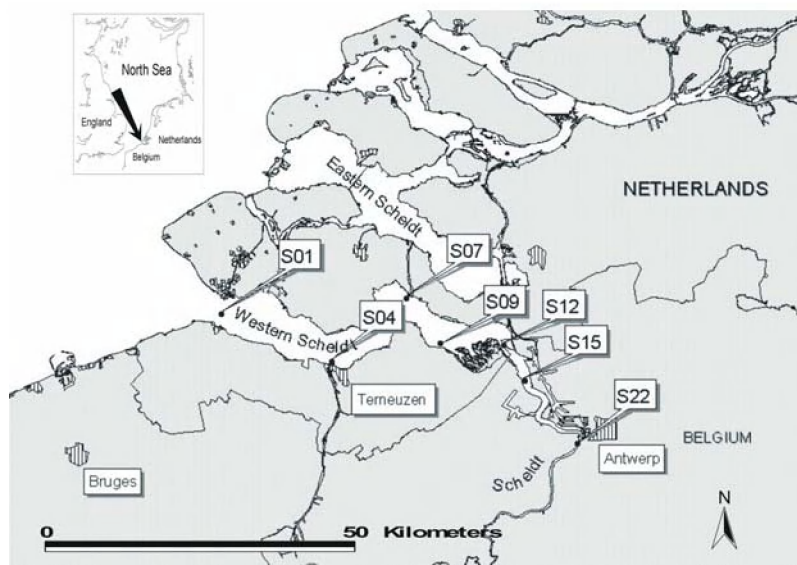 North Sea
England
Netherlands
Belgium
Eastern Scheldt
NETHERLANDS
S01
S07
S09
S12
Western Scheldt
S04
S15
Terneuzen
S22
BELGIUM
Antwerp
Bruges
Scheldt
N
0 50 Kilometers